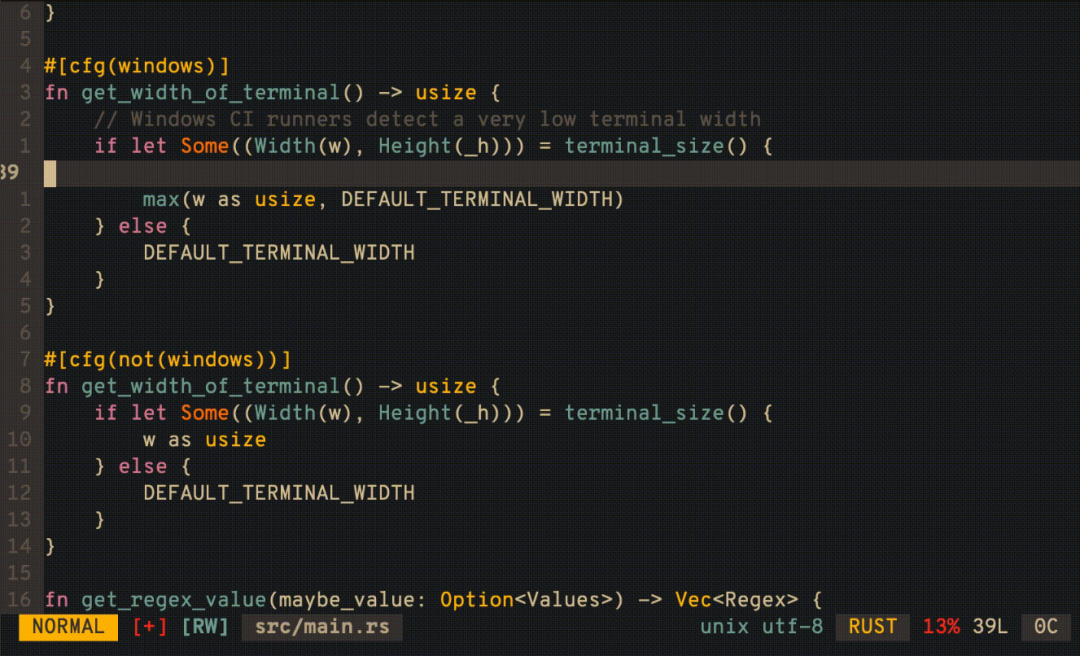 6 }
5
4 #[cfg(windows)]
3 fn get_width_of_terminal() -> usize {
2     // Windows CI runners detect a very low terminal width
1     if let Some((Width(w), Height(_h))) = terminal_size() {
39
1         max(w as usize, DEFAULT_TERMINAL_WIDTH)
2     } else {
3         DEFAULT_TERMINAL_WIDTH
4     }
5 }
6
7 #[cfg(not(windows))]
8 fn get_width_of_terminal() -> usize {
9     if let Some((Width(w), Height(_h))) = terminal_size() {
10         w as usize
11     } else {
12         DEFAULT_TERMINAL_WIDTH
13     }
14 }
15
16 fn get_regex_value(maybe_value: Option<Values>) -> Vec<Regex> {
NORMAL [+] [RW] src/main.rs unix utf-8 RUST 13% 39L 0C